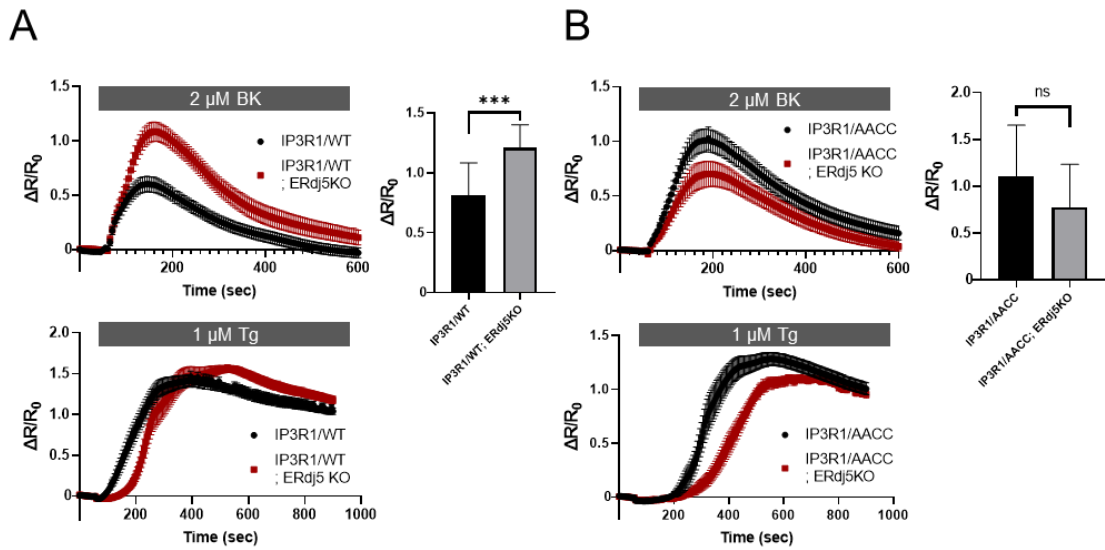 A
B
2 μM BK
ΔR/R0
1.5
1.0
0.5
0
200
400
600
Time (sec)
IP3R1/WT
IP3R1/WT
; ERdj5KO
ΔR/R0
1.5
1.0
0.5
0
***
IP3R1/WT
IP3R1/WT; ERdj5KO
2 μM BK
ΔR/R0
1.5
1.0
0.5
0
200
400
600
Time (sec)
IP3R1/AACC
IP3R1/AACC
; ERdj5 KO
ΔR/R0
2.0
1.5
1.0
0.5
0
ns
IP3R1/AACC
IP3R1/AACC; ERdj5KO
1 μM Tg
ΔR/R0
2.0
1.5
1.0
0.5
0
200
400
600
800
1000
Time (sec)
IP3R1/WT
IP3R1/WT
; ERdj5 KO
1 μM Tg
ΔR/R0
1.5
1.0
0.5
0
200
400
600
800
1000
Time (sec)
IP3R1/AACC
IP3R1/AACC
; ERdj5KO